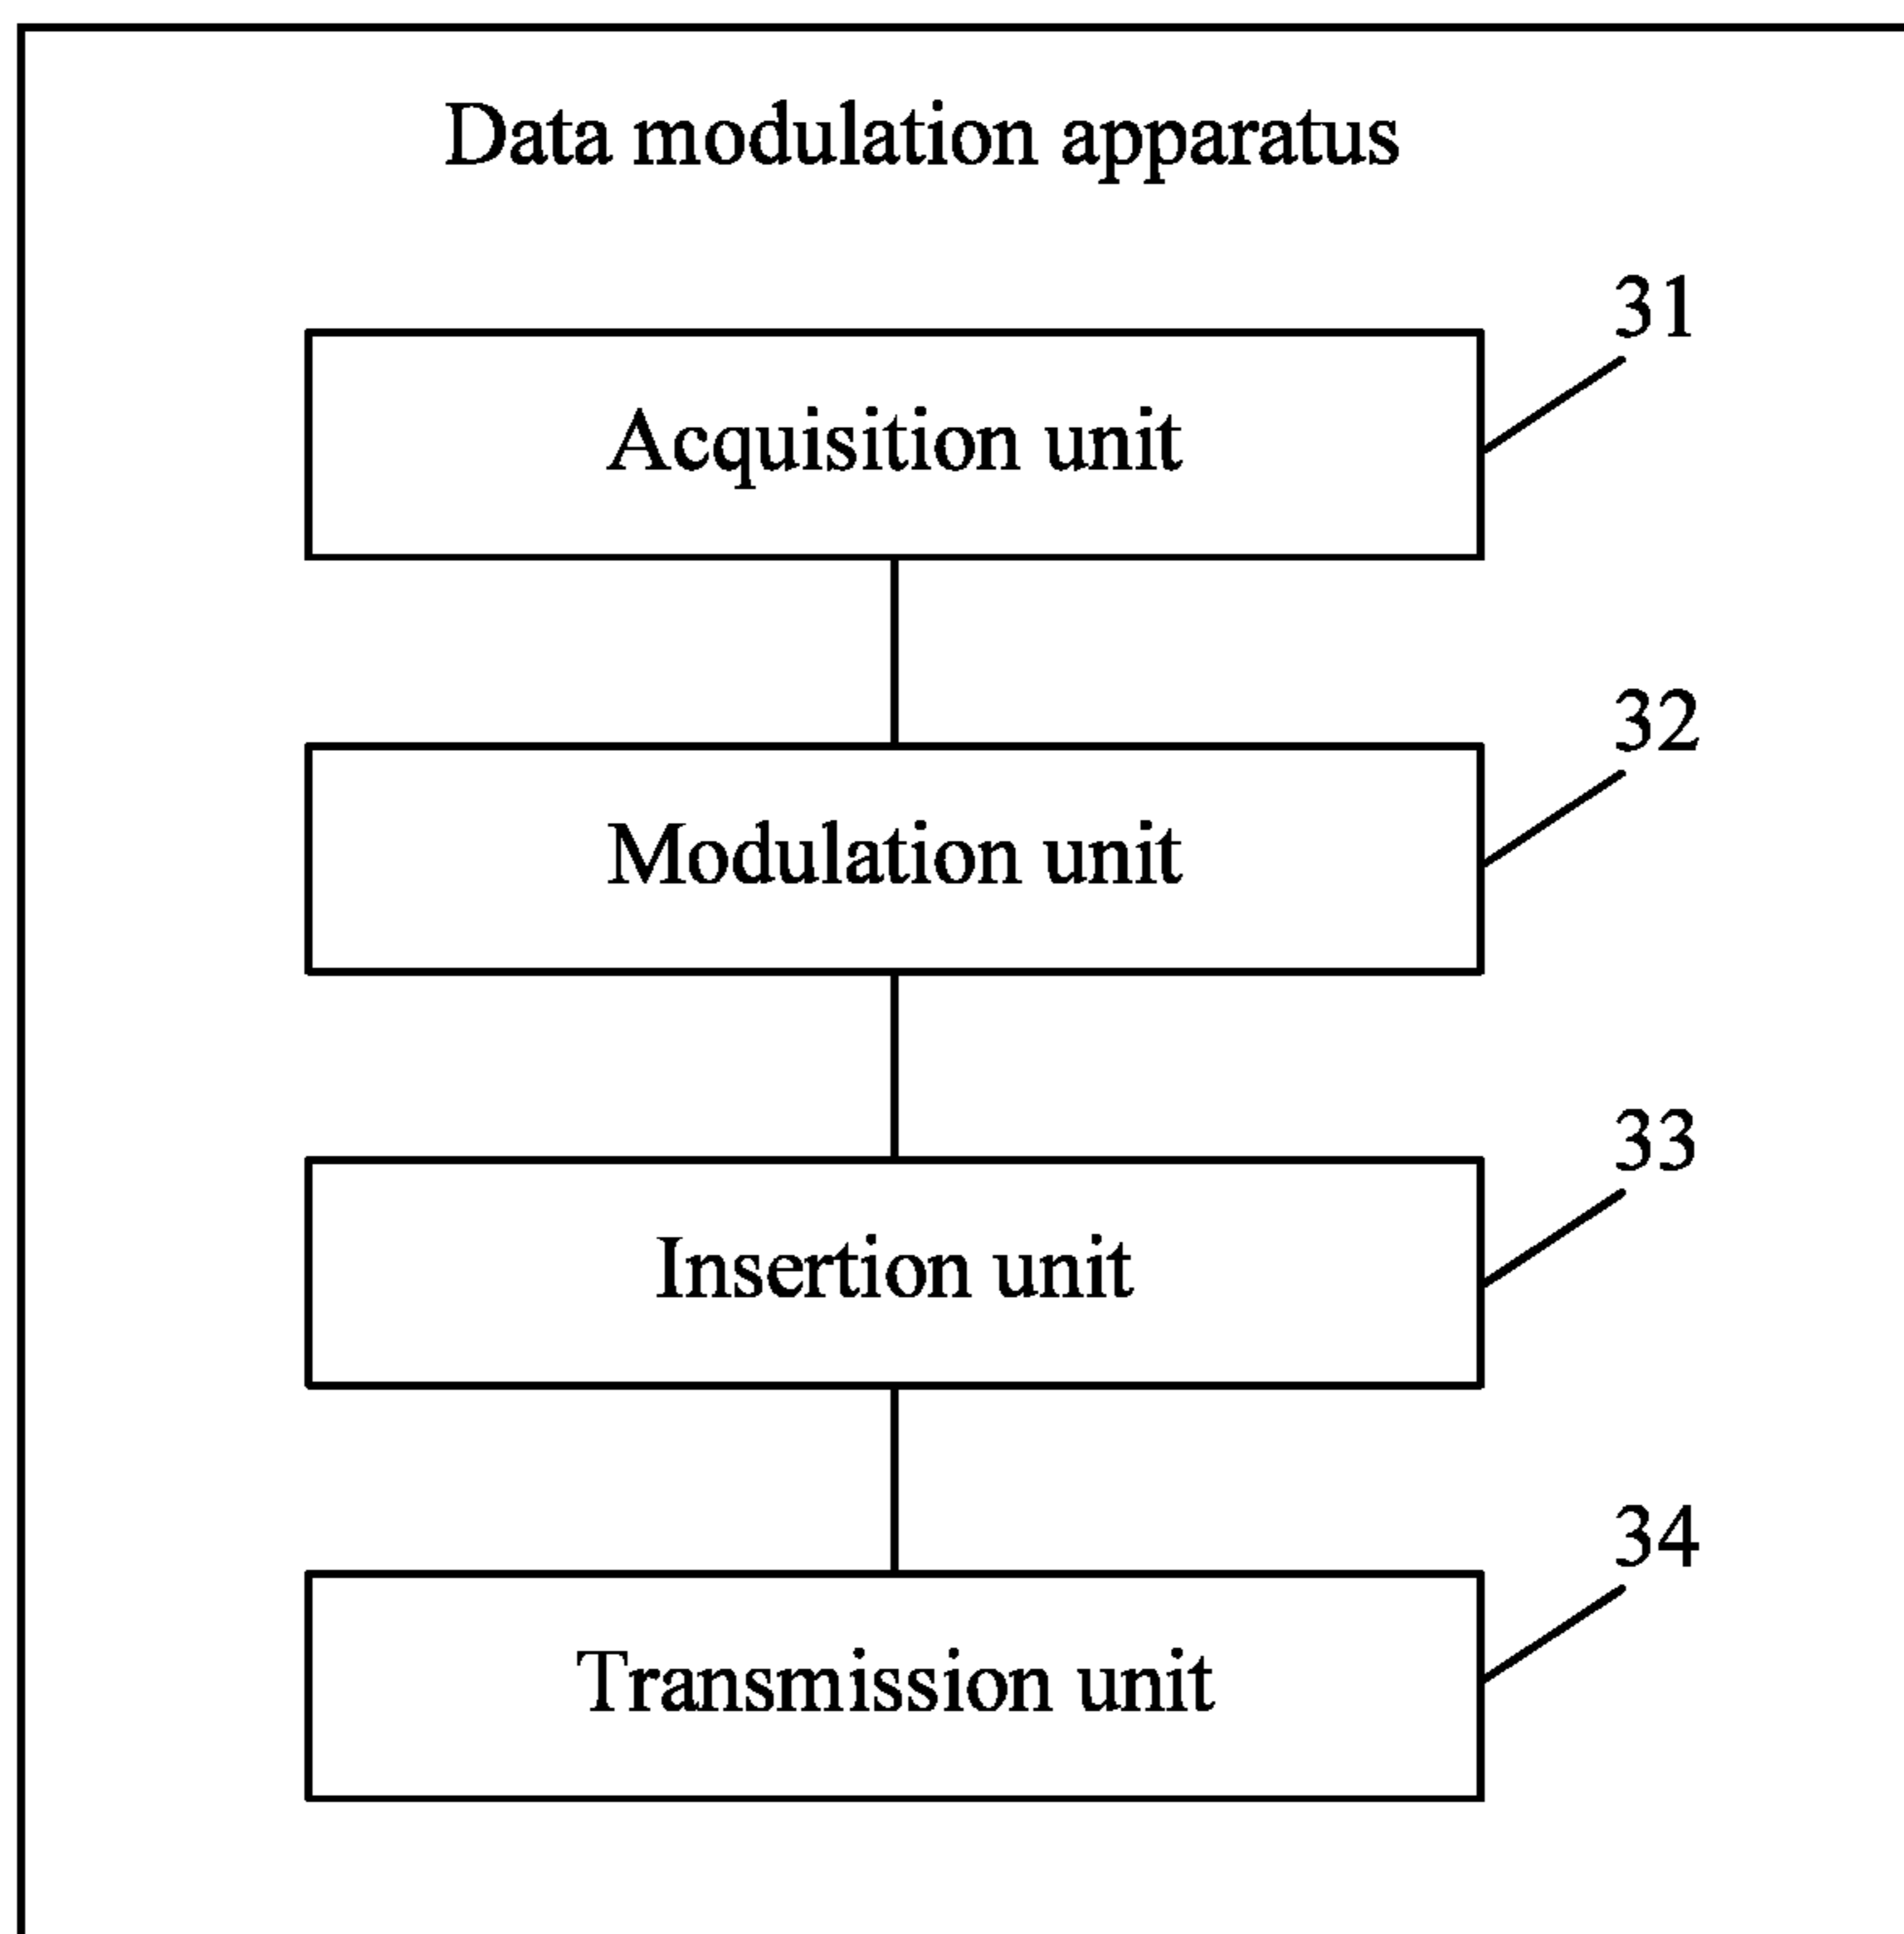 Data modulation apparatus
31
Acquisition unit
32
Modulation unit
33
Insertion unit
34
Transmission unit